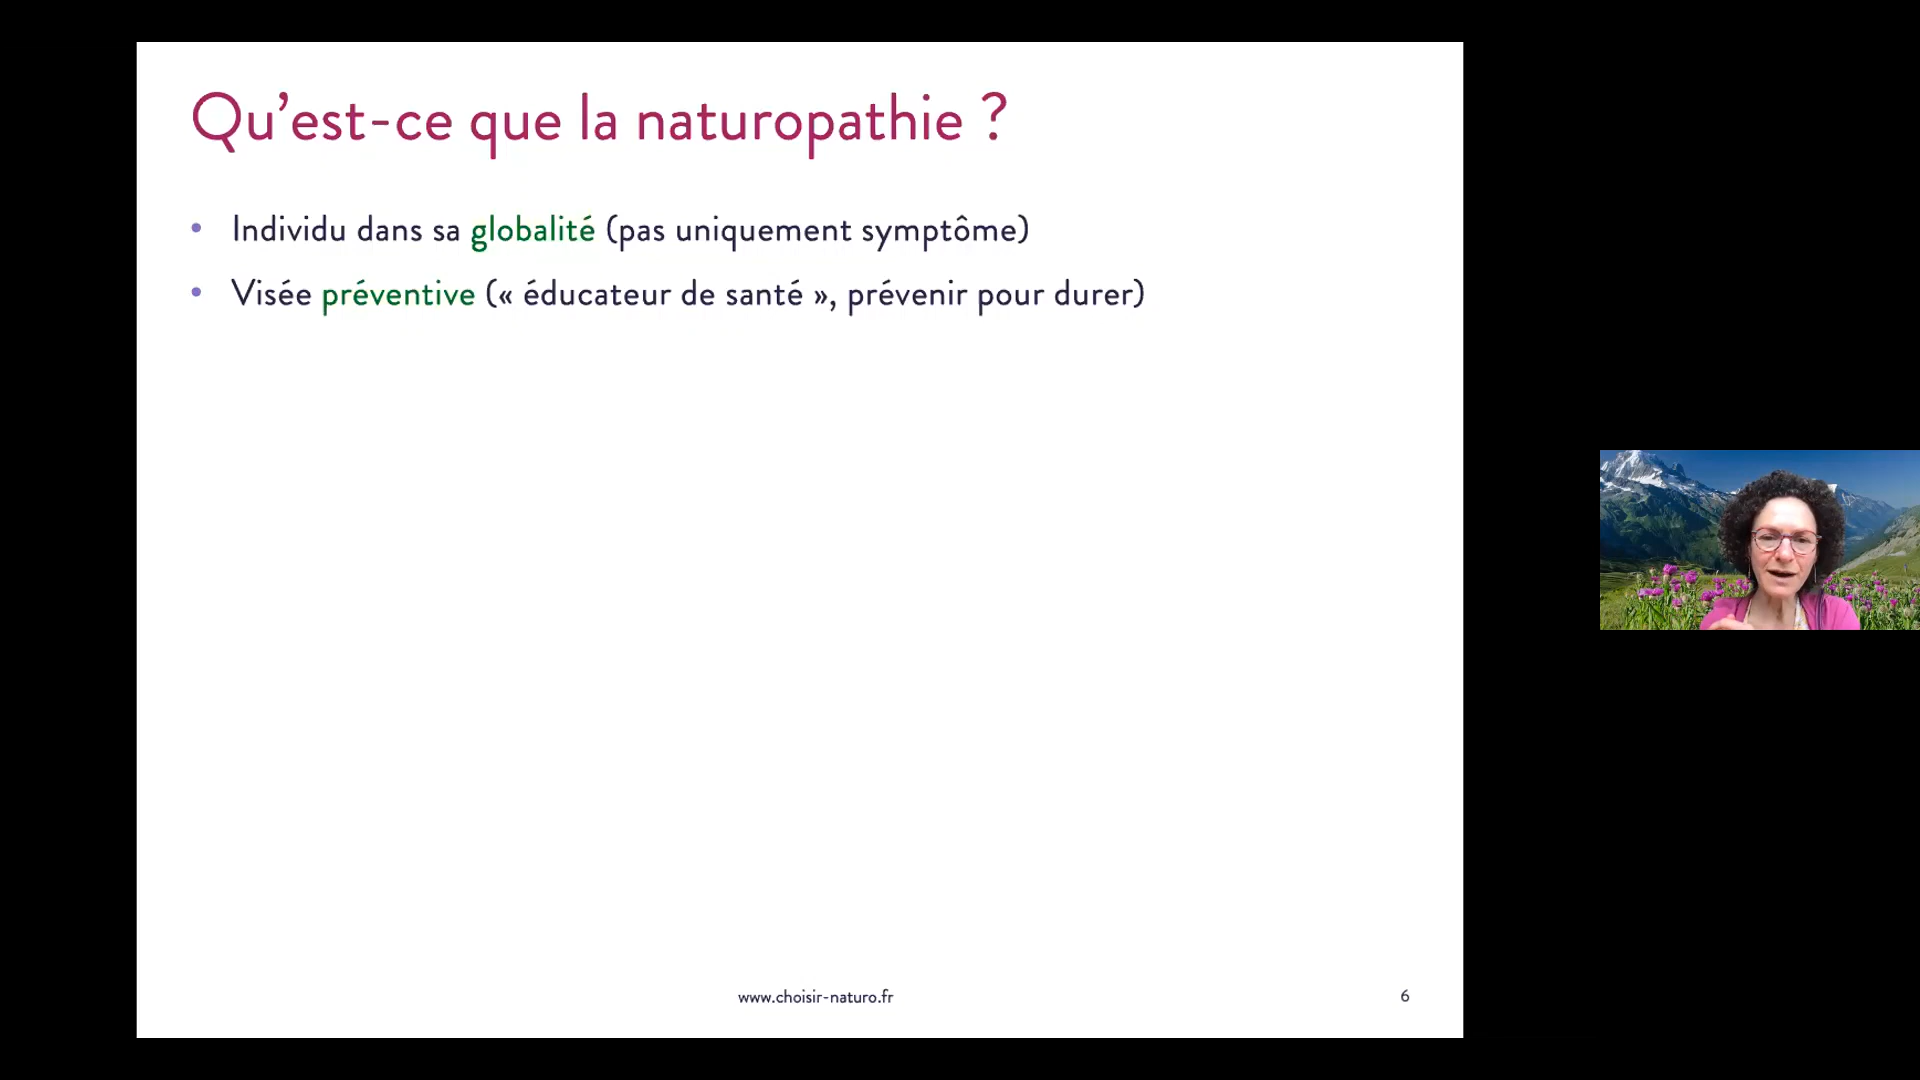 Qu’est-ce que la naturopathie ?
• Individu dans sa globalité (pas uniquement symptôme)
• Visée préventive (« éducateur de santé », prévenir pour durer)
www.choisir-naturo.fr
6